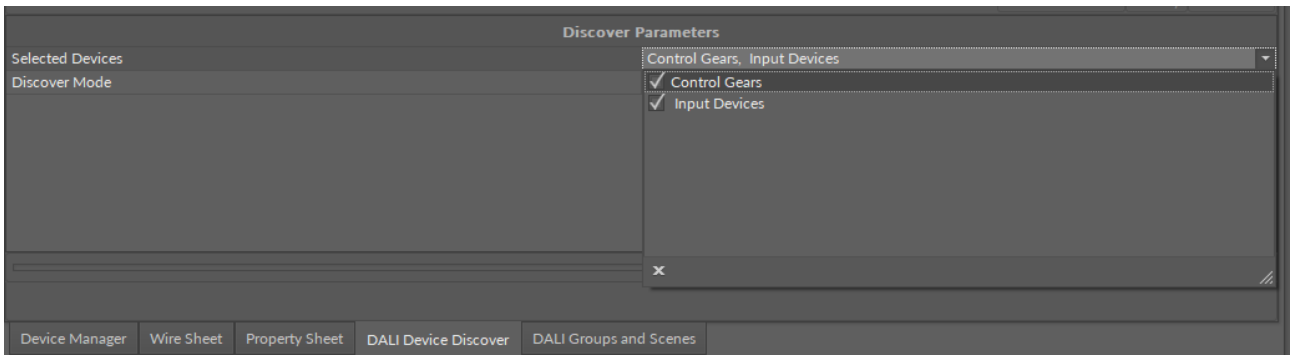 Discover Parameters
Selected Devices
Control Gears, Input Devices
Discover Mode
Control Gears
Input Devices
Device Manager
Wire Sheet
Property Sheet
DALI Device Discover
DALI Groups and Scenes